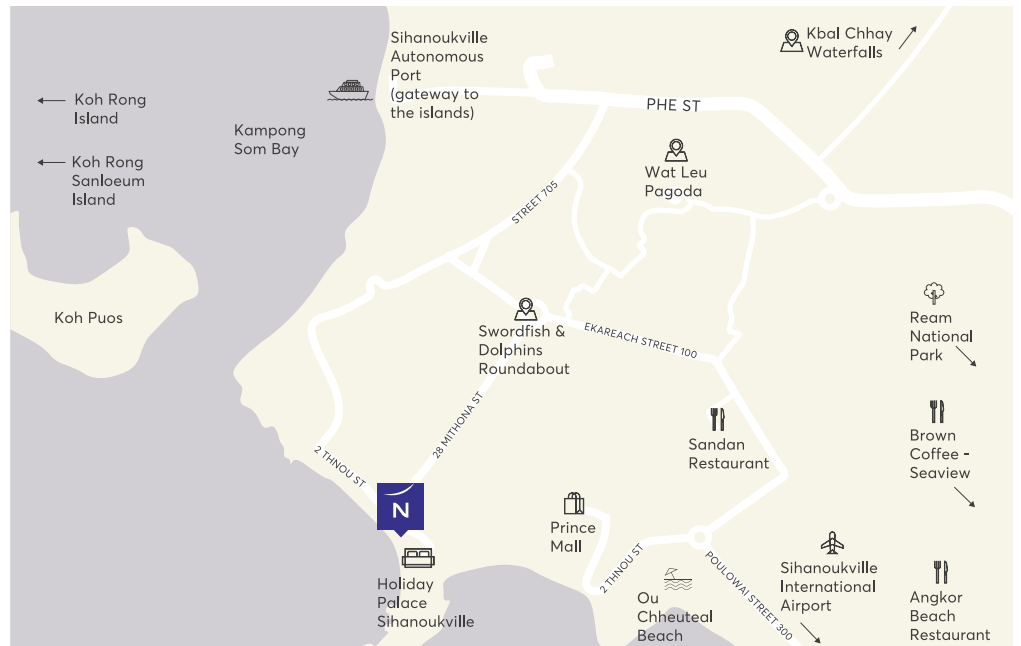 Sihanoukville
Autonomous
Port
(gateway to
the islands)
Kbal Chhay
Waterfalls
Koh Rong
Island
PHE ST
Kampong
Som Bay
Koh Rong
Sanloeum
Island
Wat Leu
Pagoda
STREET 705
Koh Puos
Swordfish &
Dolphins
Roundabout
EKAREACH STREET 100
Ream
National
Park
28 MITHONA ST
Sandan
Restaurant
Brown
Coffee -
Seaview
2 THNOU ST
N
Prince
Mall
2 THNOU ST
POULOWAI STREET 300
Holiday
Palace
Sihanoukville
Ou
Chheuteal
Beach
Sihanoukville
International
Airport
Angkor
Beach
Restaurant